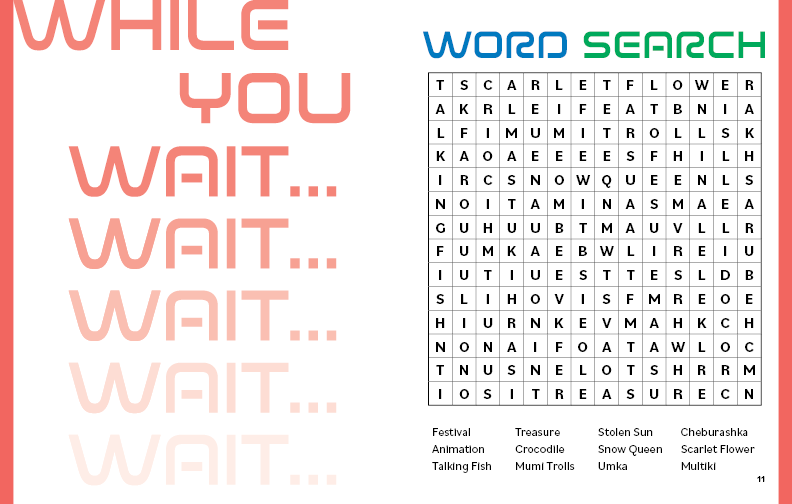 WHILE
YOU
WAIT...
WAIT...
WAIT...
WAIT...
WAIT...
WORD SEARCH
T S C A R L E T F L O W E R
A K R L E I F E A T B N I A
L F I M U M I T R O L L S K
K A O A E E E E S F H I L H
I R C S N O W Q U E E N L S
N O I T A M I N A S M A E A
G U H U U B T M A U V L L R
F U M K A E B W L I R E I U
I U T I U E S T T E S L D B
S L I H O V I S F M R E O E
H I U R N K E V M A H K C H
N O N A I F O A T A W L O C
T N U S N E L O T S H R R M
I O S I T R E A S U R E C N
Festival Treasure Stolen Sun Cheburashka
Animation Crocodile Snow Queen Scarlet Flower
Talking Fish Mumi Trolls Umka Multiki
11